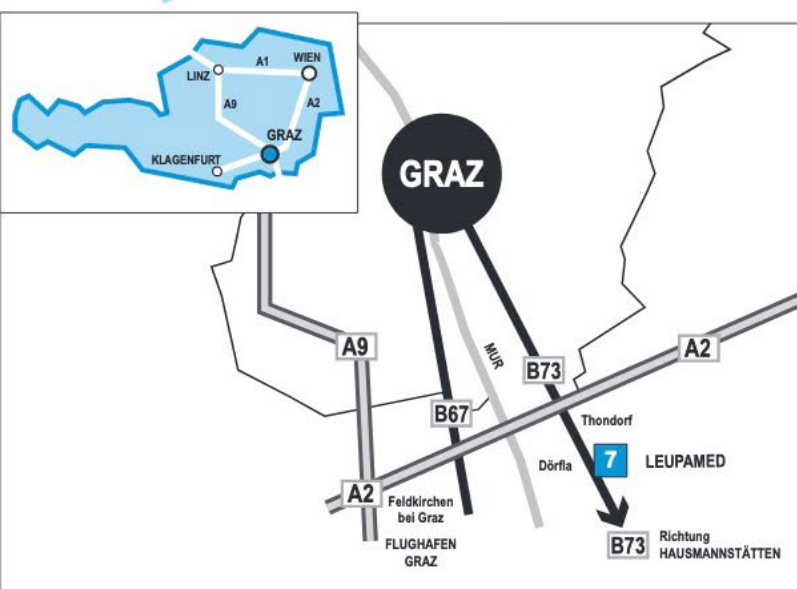 WIEN
A1
LINZ
A9
A2
GRAZ
KLAGENFURT
GRAZ
MUR
A9
A2
B73
B67
Thondorf
Dörfla
7
LEUPAMED
A2
Feldkirchen
bei Graz
FLUGHAFEN
GRAZ
B73
Richtung
HAUSMANNSTÄTTEN